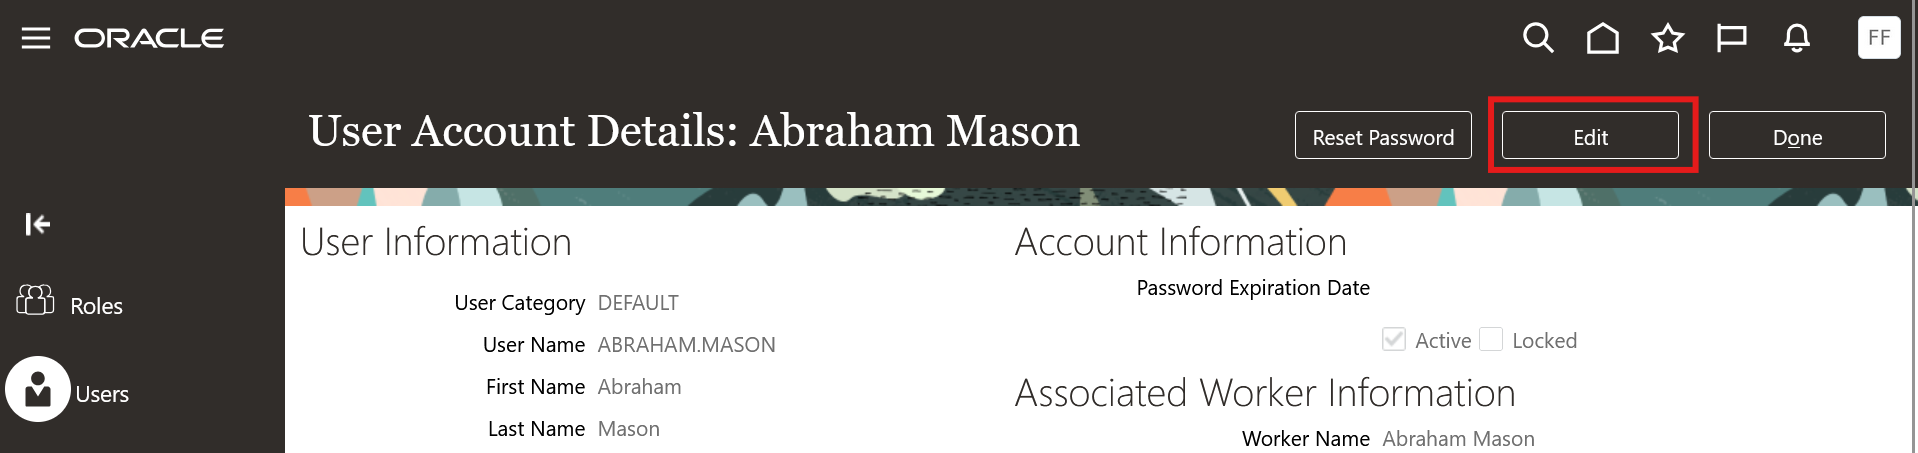 ORACLE
FF
User Account Details: Abraham Mason
Reset Password
Edit
Done
Roles
Users
User Information
User Category DEFAULT
User Name ABRAHAM.MASON
First Name Abraham
Last Name Mason
Account Information
Password Expiration Date
Active Locked
Associated Worker Information
Worker Name Abraham Mason